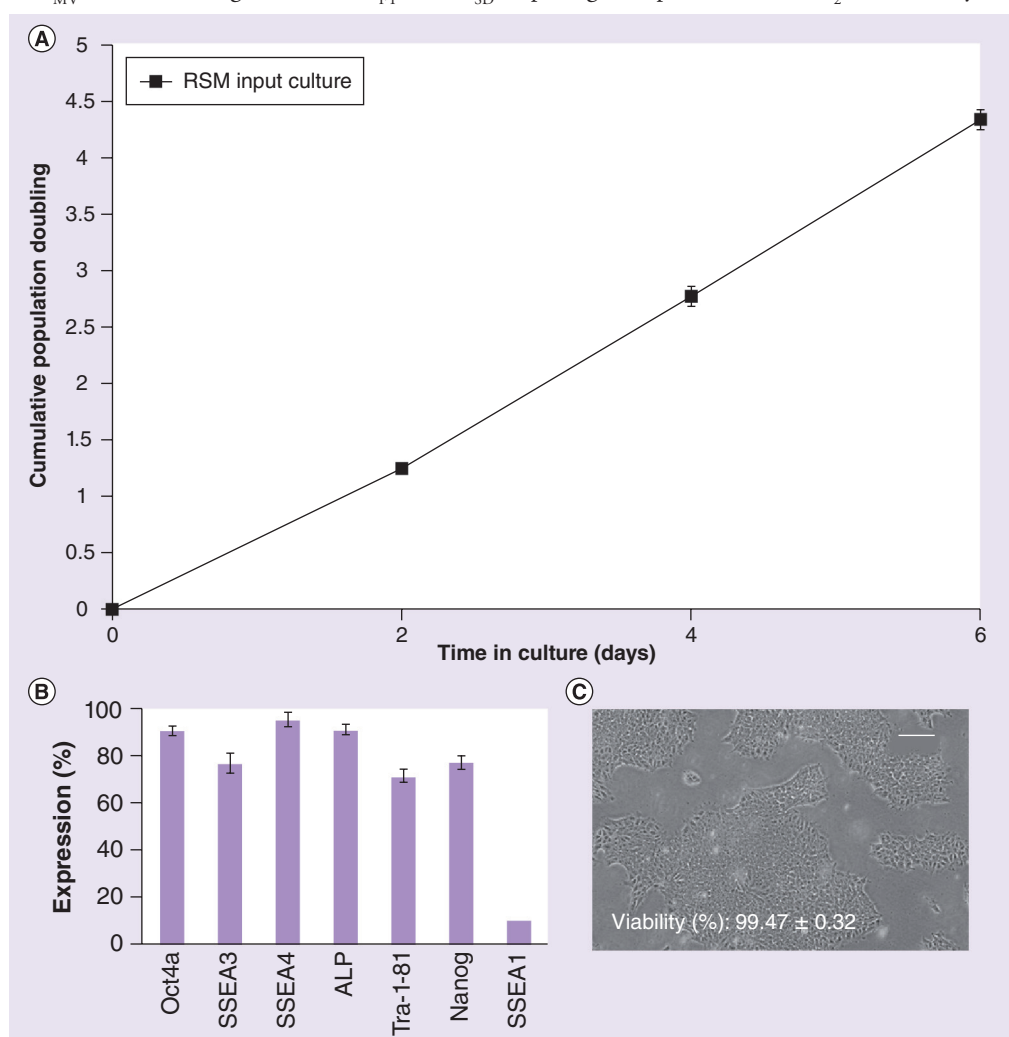 A
RSM input culture
Cumulative population doubling
5
4.5
4
3.5
3
2.5
2
1.5
1
0.5
0
0
2
4
6
Time in culture (days)
B
Expression (%)
100
80
60
40
20
0
Oct4a
SSEA3
SSEA4
ALP
Tra-1-81
Nanog
SSEA1
C
Viability (%): 99.47 ± 0.32